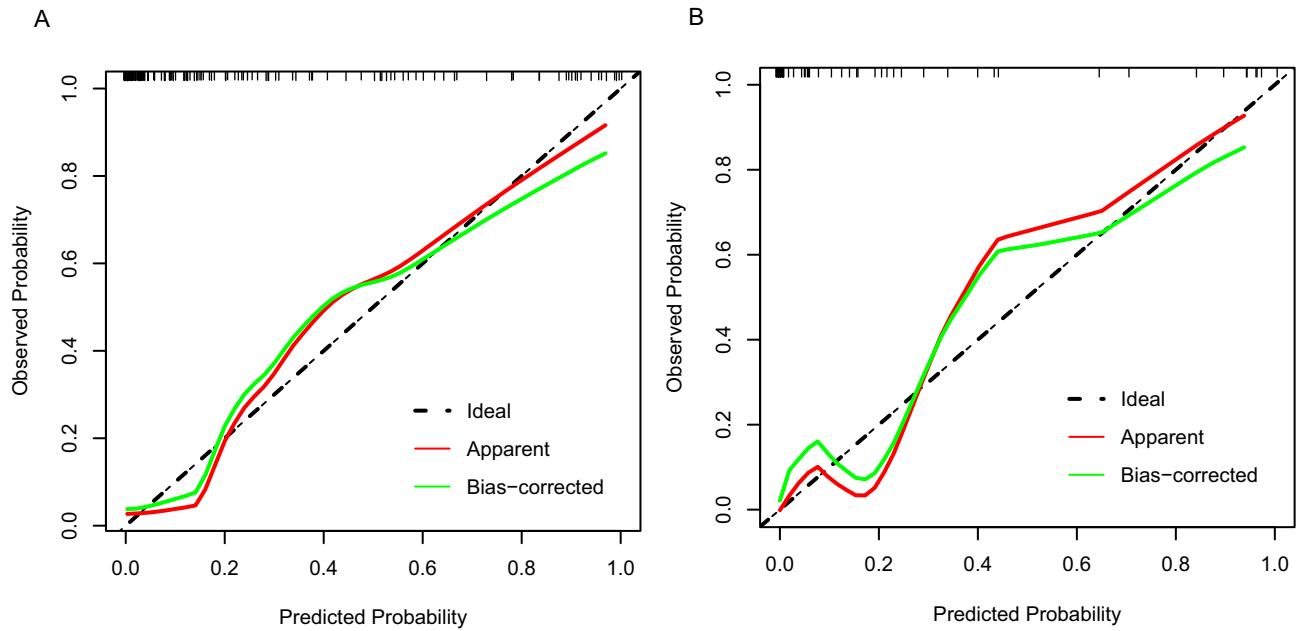 A
Observed Probability
1.0
0.8
0.6
0.4
0.2
0.0
Ideal
Apparent
Bias−corrected
0.0 0.2 0.4 0.6 0.8 1.0
Predicted Probability
B
Observed Probability
1.0
0.8
0.6
0.4
0.2
0.0
Ideal
Apparent
Bias−corrected
0.0 0.2 0.4 0.6 0.8 1.0
Predicted Probability